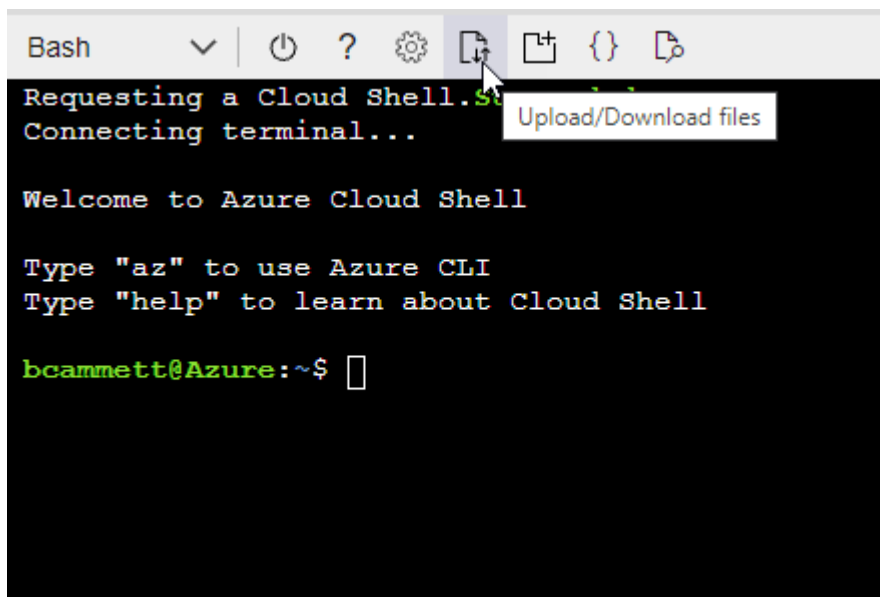 Bash ? { }
Requesting a Cloud Shell.
Upload/Download files
Connecting terminal...
Welcome to Azure Cloud Shell
Type "az" to use Azure CLI
Type "help" to learn about Cloud Shell
bcammett@Azure:~$